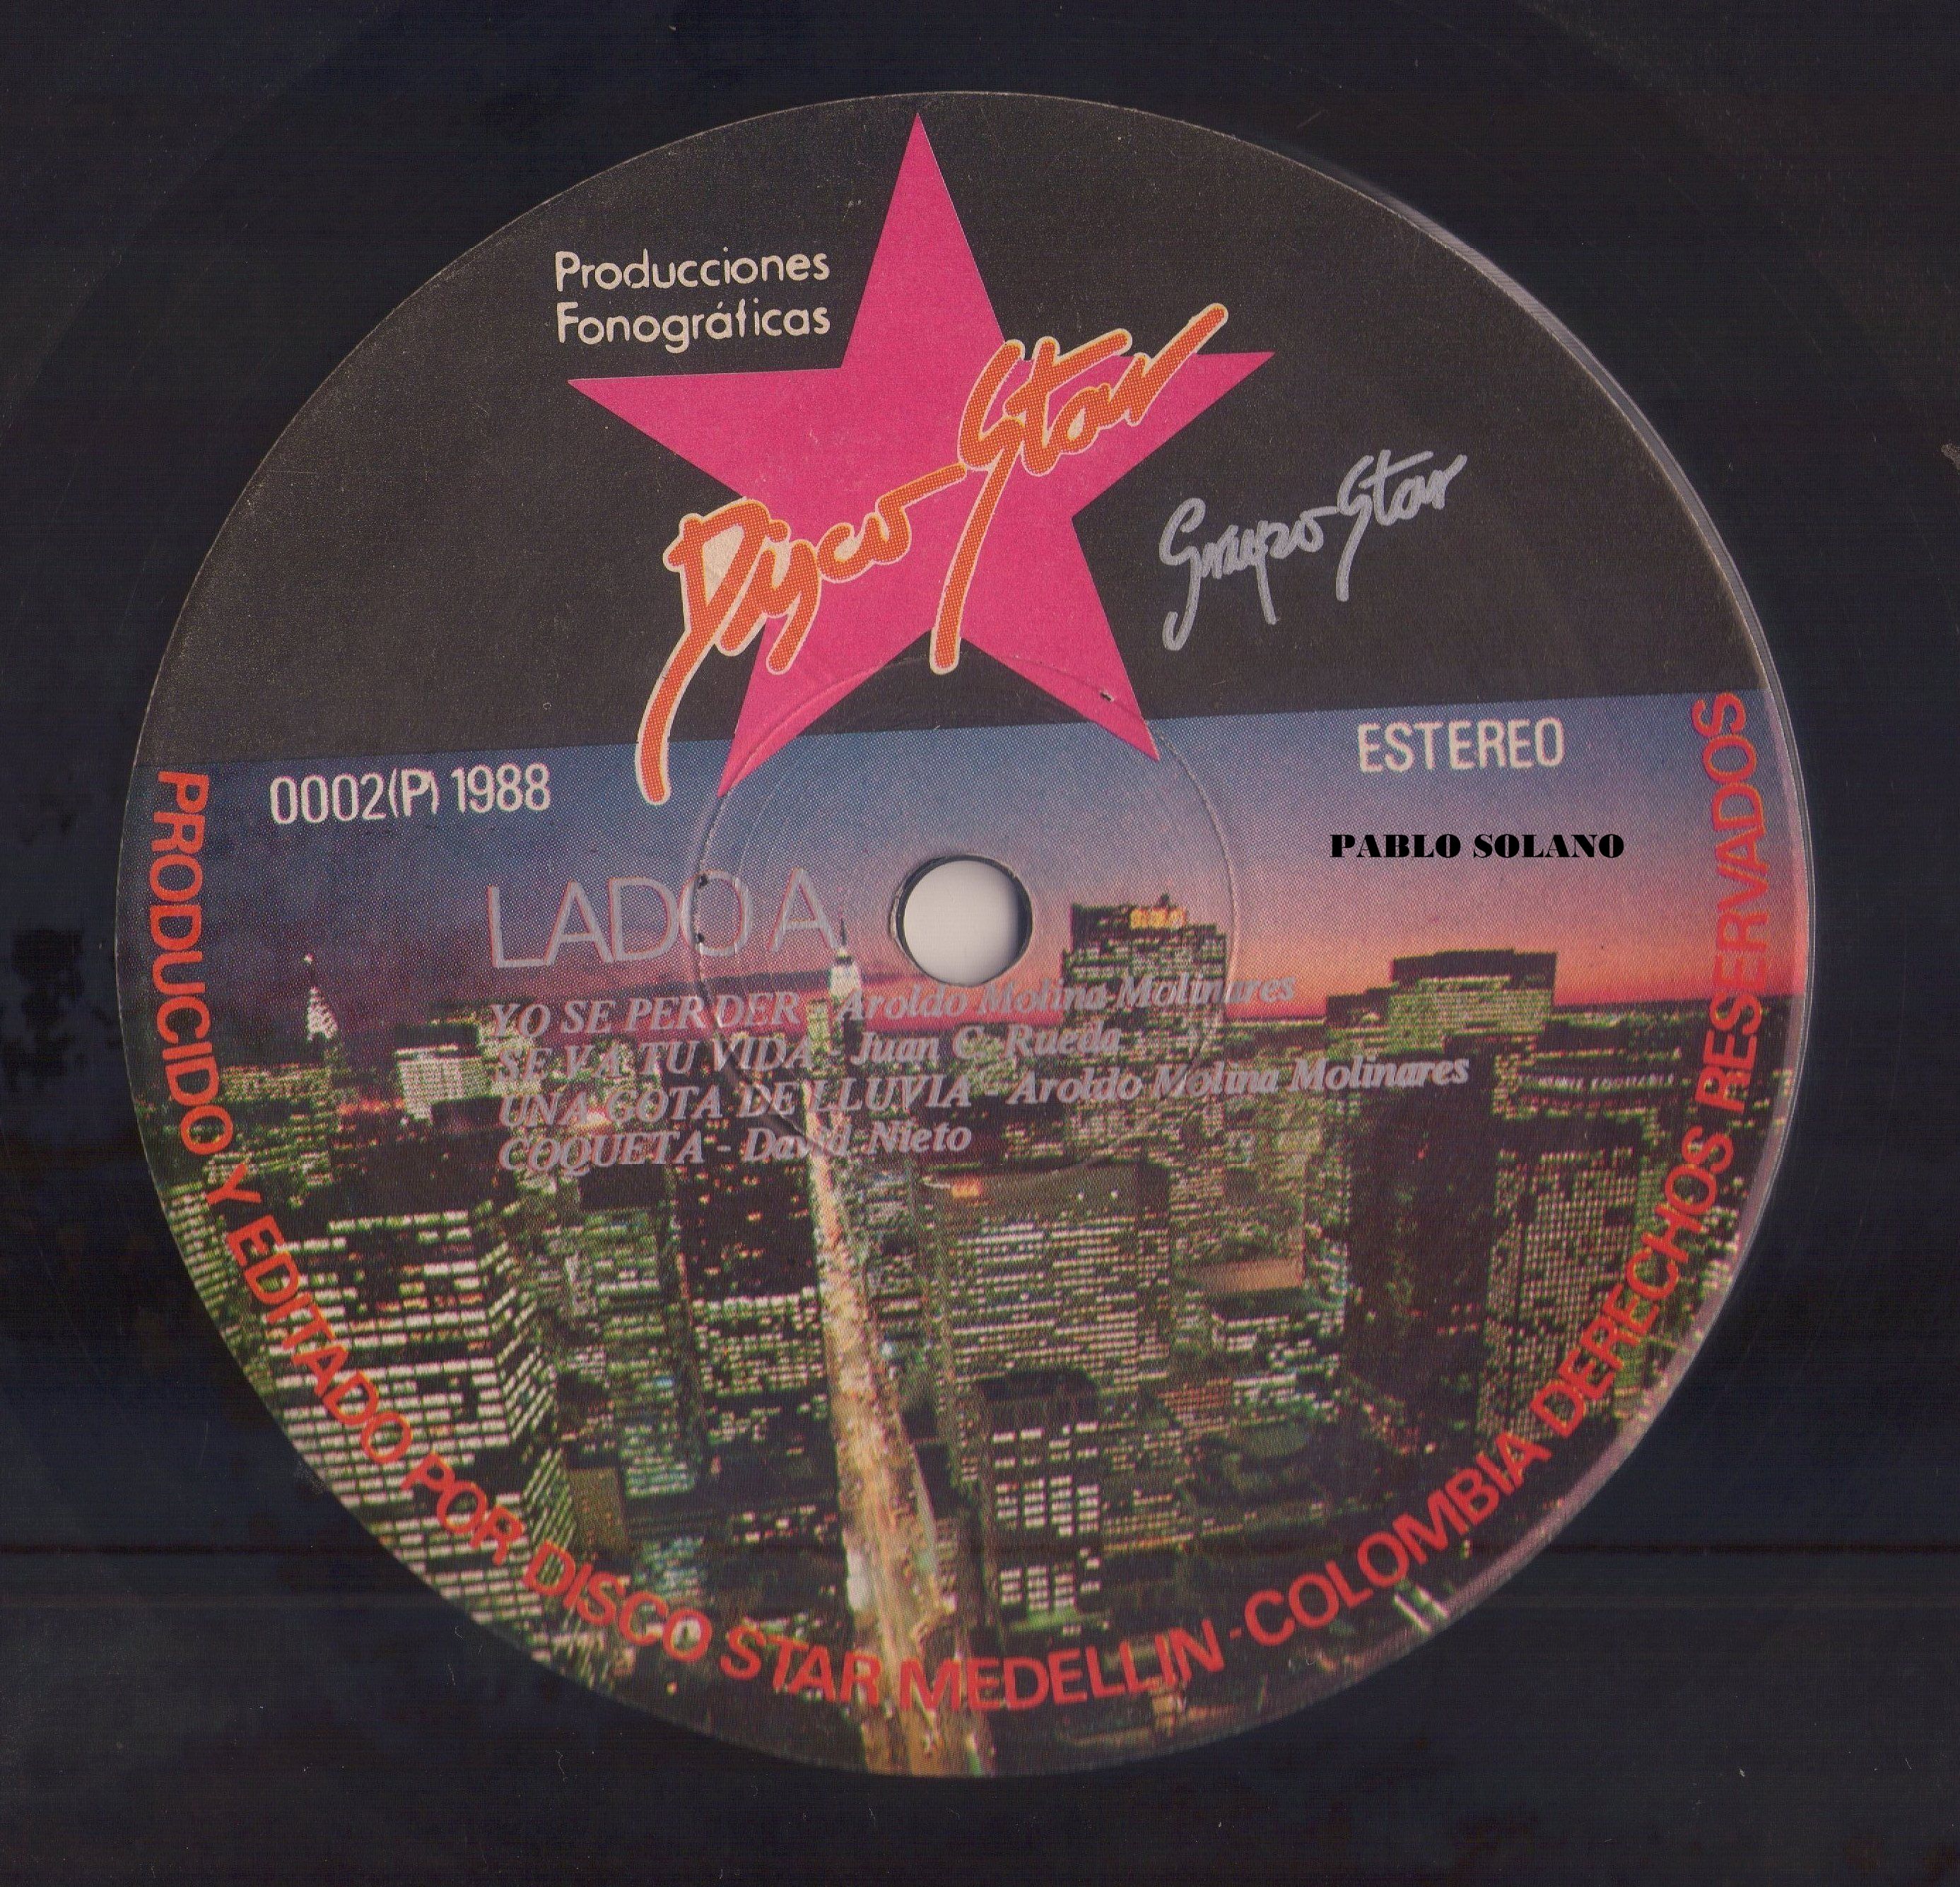 Producciones
Fonográficas
Disco Star
Grupo Star
0002(P) 1988
ESTEREO
PABLO SOLANO
LADO A
YO SE PERDER - Aroldo Molina Molinares
SE VA TU VIDA - Juan C. Rueda
UNA GOTA DE LLUVIA - Aroldo Molina Molinares
COQUETA - David Nieto
PRODUCIDO Y EDITADO POR DISCO STAR MEDELLIN - COLOMBIA DERECHOS RESERVADOS